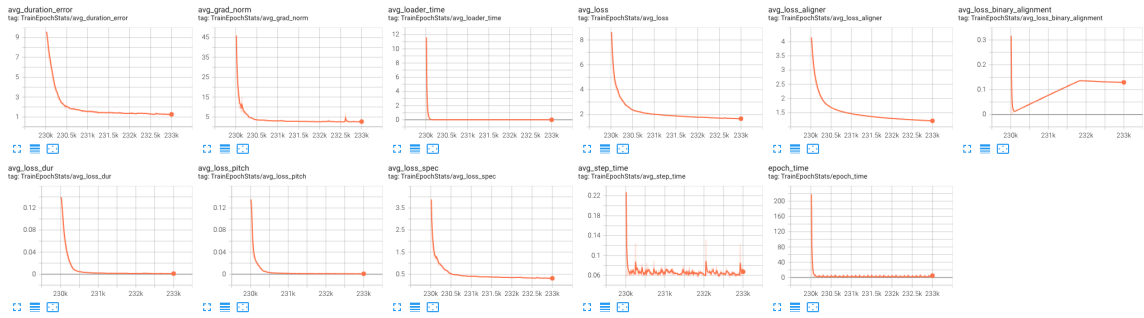 avg_duration_error
tag: TrainEpochStats/avg_duration_error
9
7
5
3
1
230k 230.5k 231k 231.5k 232k 232.5k 233k
avg_grad_norm
tag: TrainEpochStats/avg_grad_norm
45
35
25
15
5
230k 230.5k 231k 231.5k 232k 232.5k 233k
avg_loader_time
tag: TrainEpochStats/avg_loader_time
12
10
8
6
4
2
0
230k 230.5k 231k 231.5k 232k 232.5k 233k
avg_loss
tag: TrainEpochStats/avg_loss
8
6
4
2
230k 230.5k 231k 231.5k 232k 232.5k 233k
avg_loss_aligner
tag: TrainEpochStats/avg_loss_aligner
4
3.5
3
2.5
2
1.5
230k 230.5k 231k 231.5k 232k 232.5k 233k
avg_loss_binary_alignment
tag: TrainEpochStats/avg_loss_binary_alignment
0.3
0.2
0.1
0
230k 231k 232k 233k
avg_loss_dur
tag: TrainEpochStats/avg_loss_dur
0.12
0.08
0.04
0
230k 231k 232k 233k
avg_loss_pitch
tag: TrainEpochStats/avg_loss_pitch
0.12
0.08
0.04
0
230k 231k 232k 233k
avg_loss_spec
tag: TrainEpochStats/avg_loss_spec
3.5
2.5
1.5
0.5
230k 230.5k 231k 231.5k 232k 232.5k 233k
avg_step_time
tag: TrainEpochStats/avg_step_time
0.22
0.18
0.14
0.1
0.06
230k 231k 232k 233k
epoch_time
tag: TrainEpochStats/epoch_time
200
160
120
80
40
0
230k 230.5k 231k 231.5k 232k 232.5k 233k